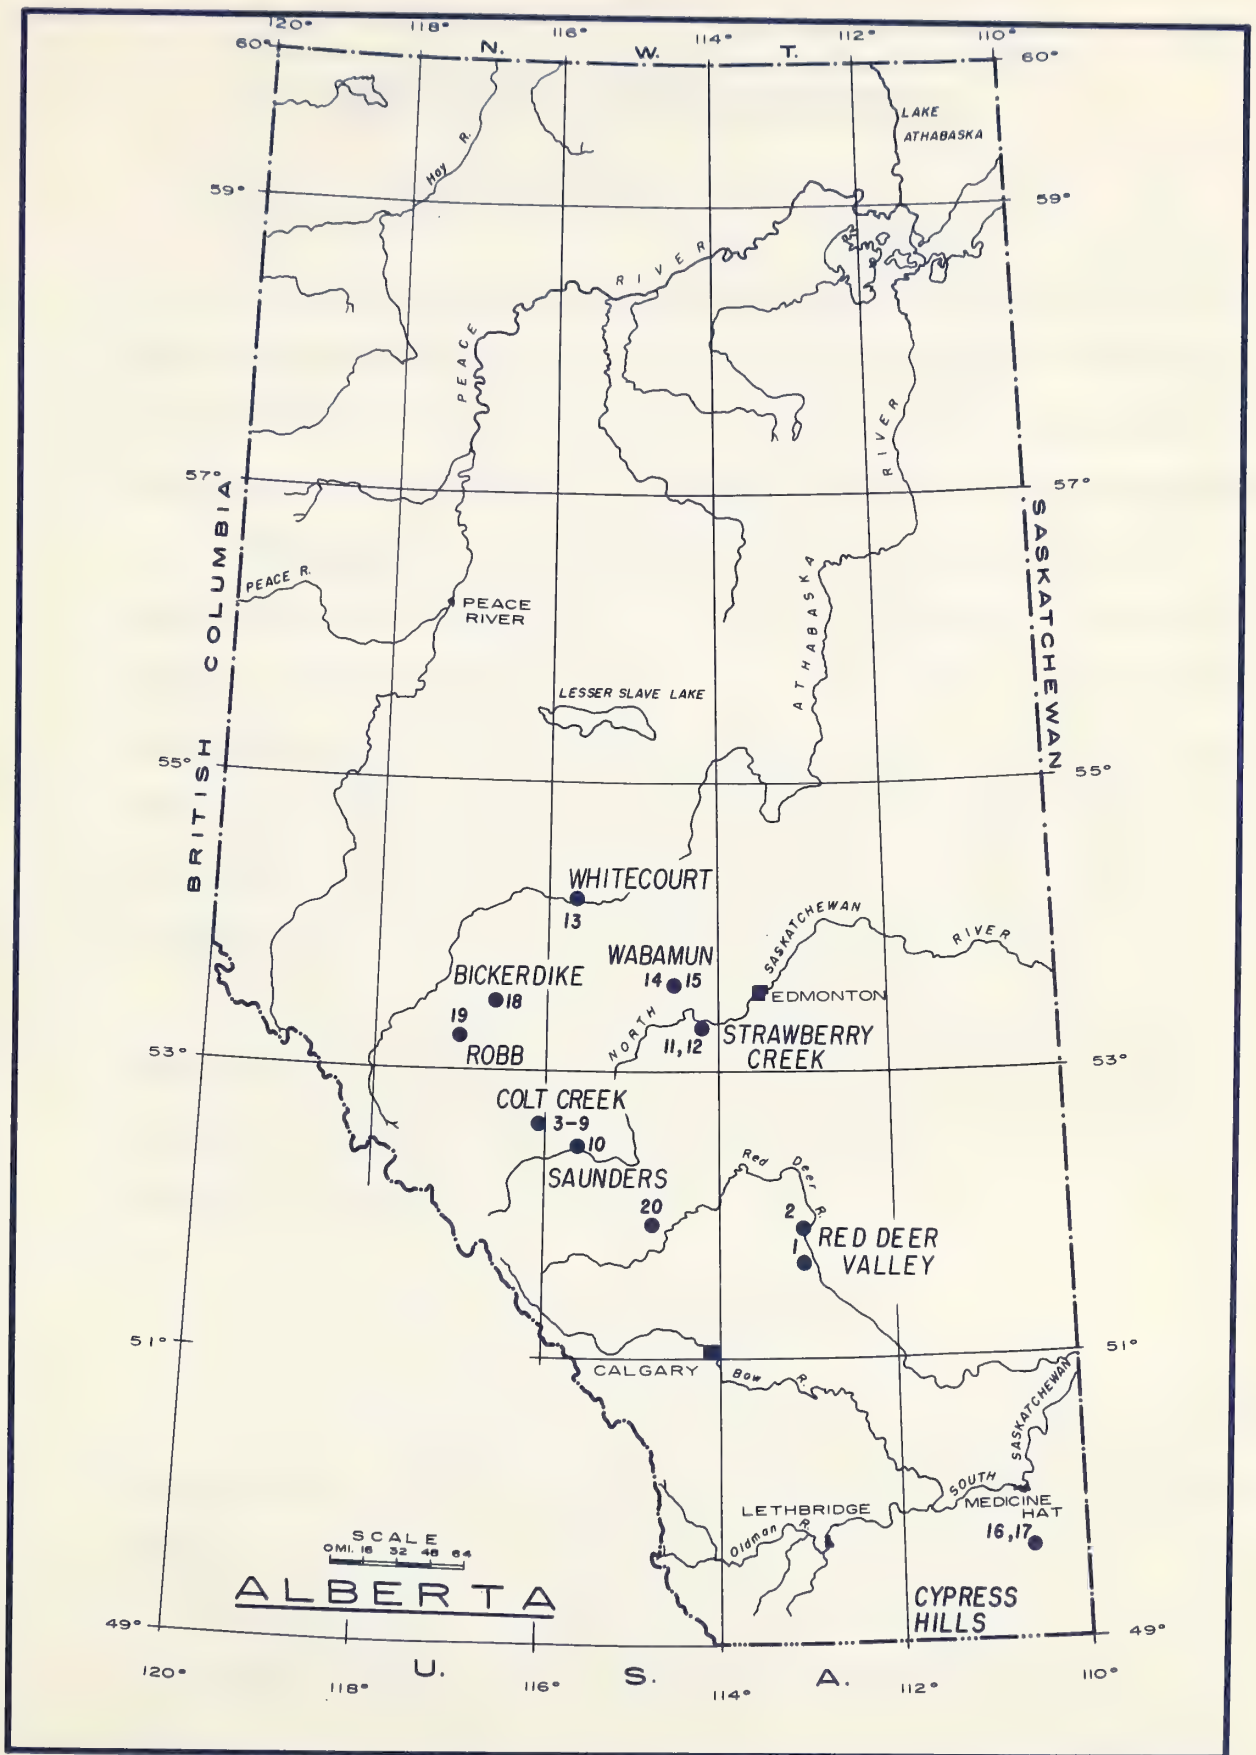 120° 118° 116° 114° 112° 110°
60° N. W. T. 60°
LAKE
ATHABASKA
Hay R.
59° 59°
PEACE RIVER
RIVER
57° 57°
BRITISH COLUMBIA
SASKATCHEWAN
PEACE R.
PEACE
RIVER
ATHABASKA
LESSER SLAVE LAKE
55° 55°
WHITECOURT
13
SASKATCHEWAN
RIVER
WABAMUN
14 15
BICKERDIKE
18
EDMONTON
19
ROBB
NORTH
11,12
STRAWBERRY
CREEK
53° 53°
COLT CREEK
3-9
10
SAUNDERS
Red Deer R.
20
2
RED DEER
1
VALLEY
51° 51°
CALGARY
Bow R.
SASKATCHEWAN
SOUTH
MEDICINE
HAT
LETHBRIDGE
Oldman R.
16,17
SCALE
0 MI. 16 32 48 64
ALBERTA
CYPRESS
HILLS
49° 49°
U. S. A.
120° 118° 116° 114° 112° 110°